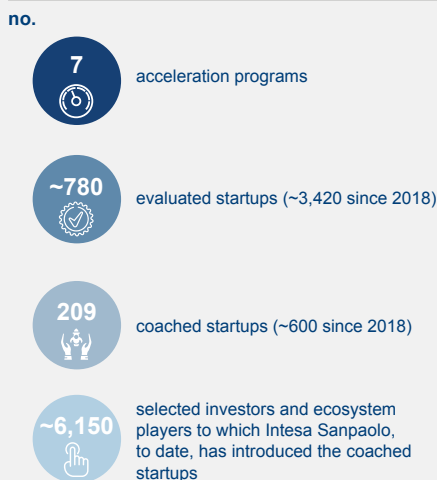 no.
7
acceleration programs
~780
evaluated startups (~3,420 since 2018)
209
coached startups (~600 since 2018)
~6,150
selected investors and ecosystem
players to which Intesa Sanpaolo,
to date, has introduced the coached
startups